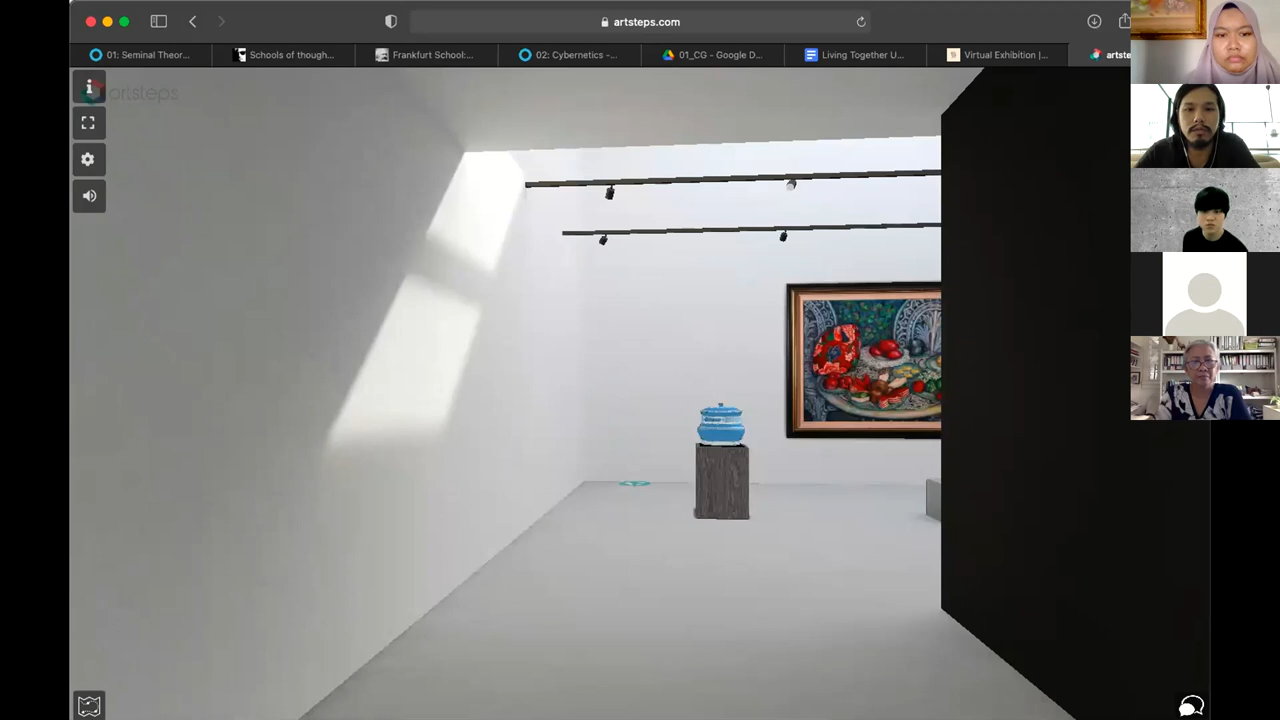 artsteps.com
01: Seminal Theor...
Schools of though...
Frankfurt School:...
02: Cybernetics -...
01_CG - Google D...
Living Together U...
Virtual Exhibition |...
artste
artsteps